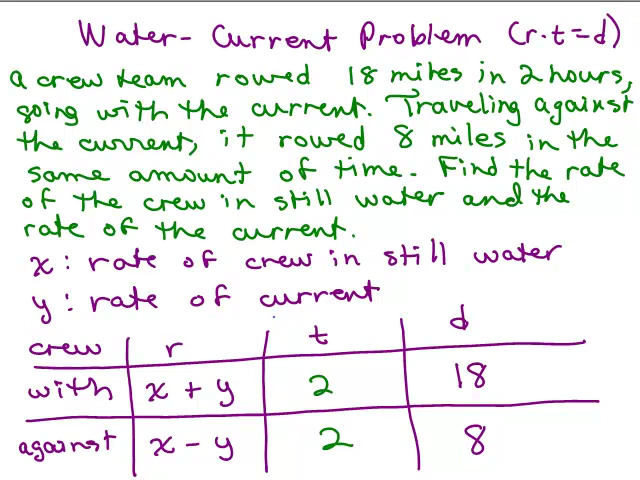 Water-Current Problem (r·t=d)
a crew team rowed 18 miles in 2 hours,
going with the current. Traveling against
the current, it rowed 8 miles in the
same amount of time. Find the rate
of the crew in still water and the
rate of the current.
x: rate of crew in still water
y: rate of current
crew r t d
with x + y 2 18
against x - y 2 8